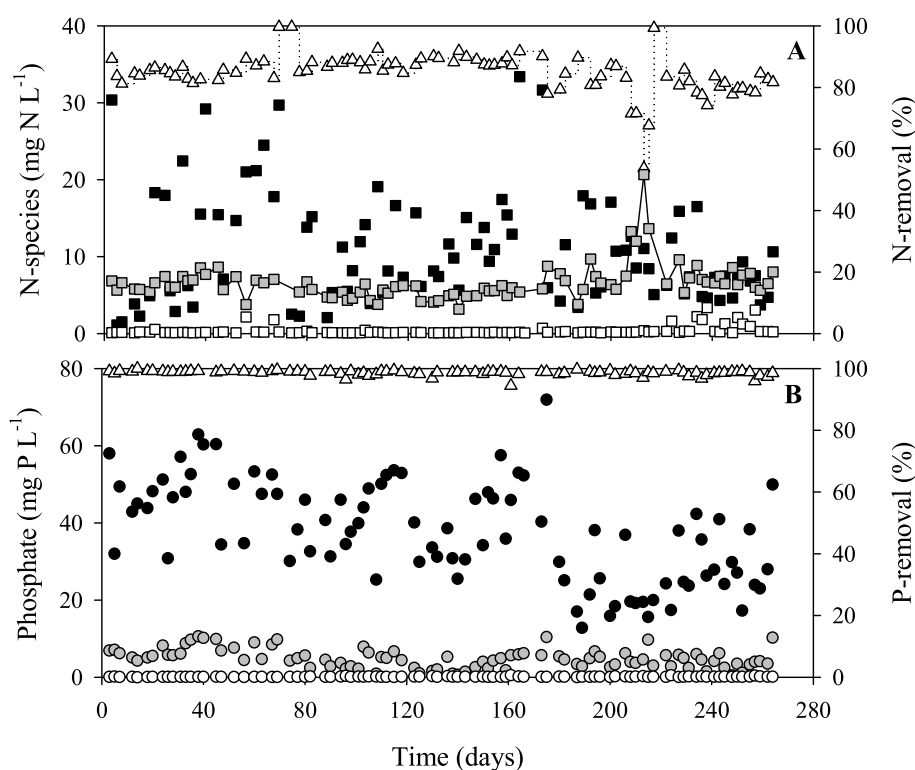 40 100
A
30 80
60
20
40
10 20
0 0
N-species (mg N L⁻¹)
N-removal (%)
80 100
B
60 80
60
40
40
20 20
0 0
Phosphate (mg P L⁻¹)
P-removal (%)
0 40 80 120 160 200 240 280
Time (days)